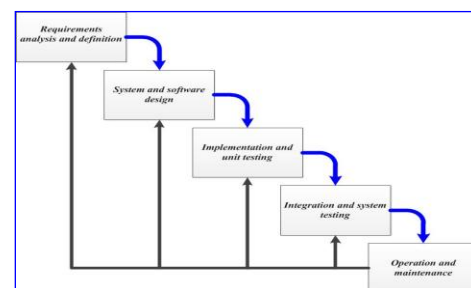 Requirements
analysis and definition
System and software
design
Implementation and
unit testing
Integration and system
testing
Operation and
maintenance